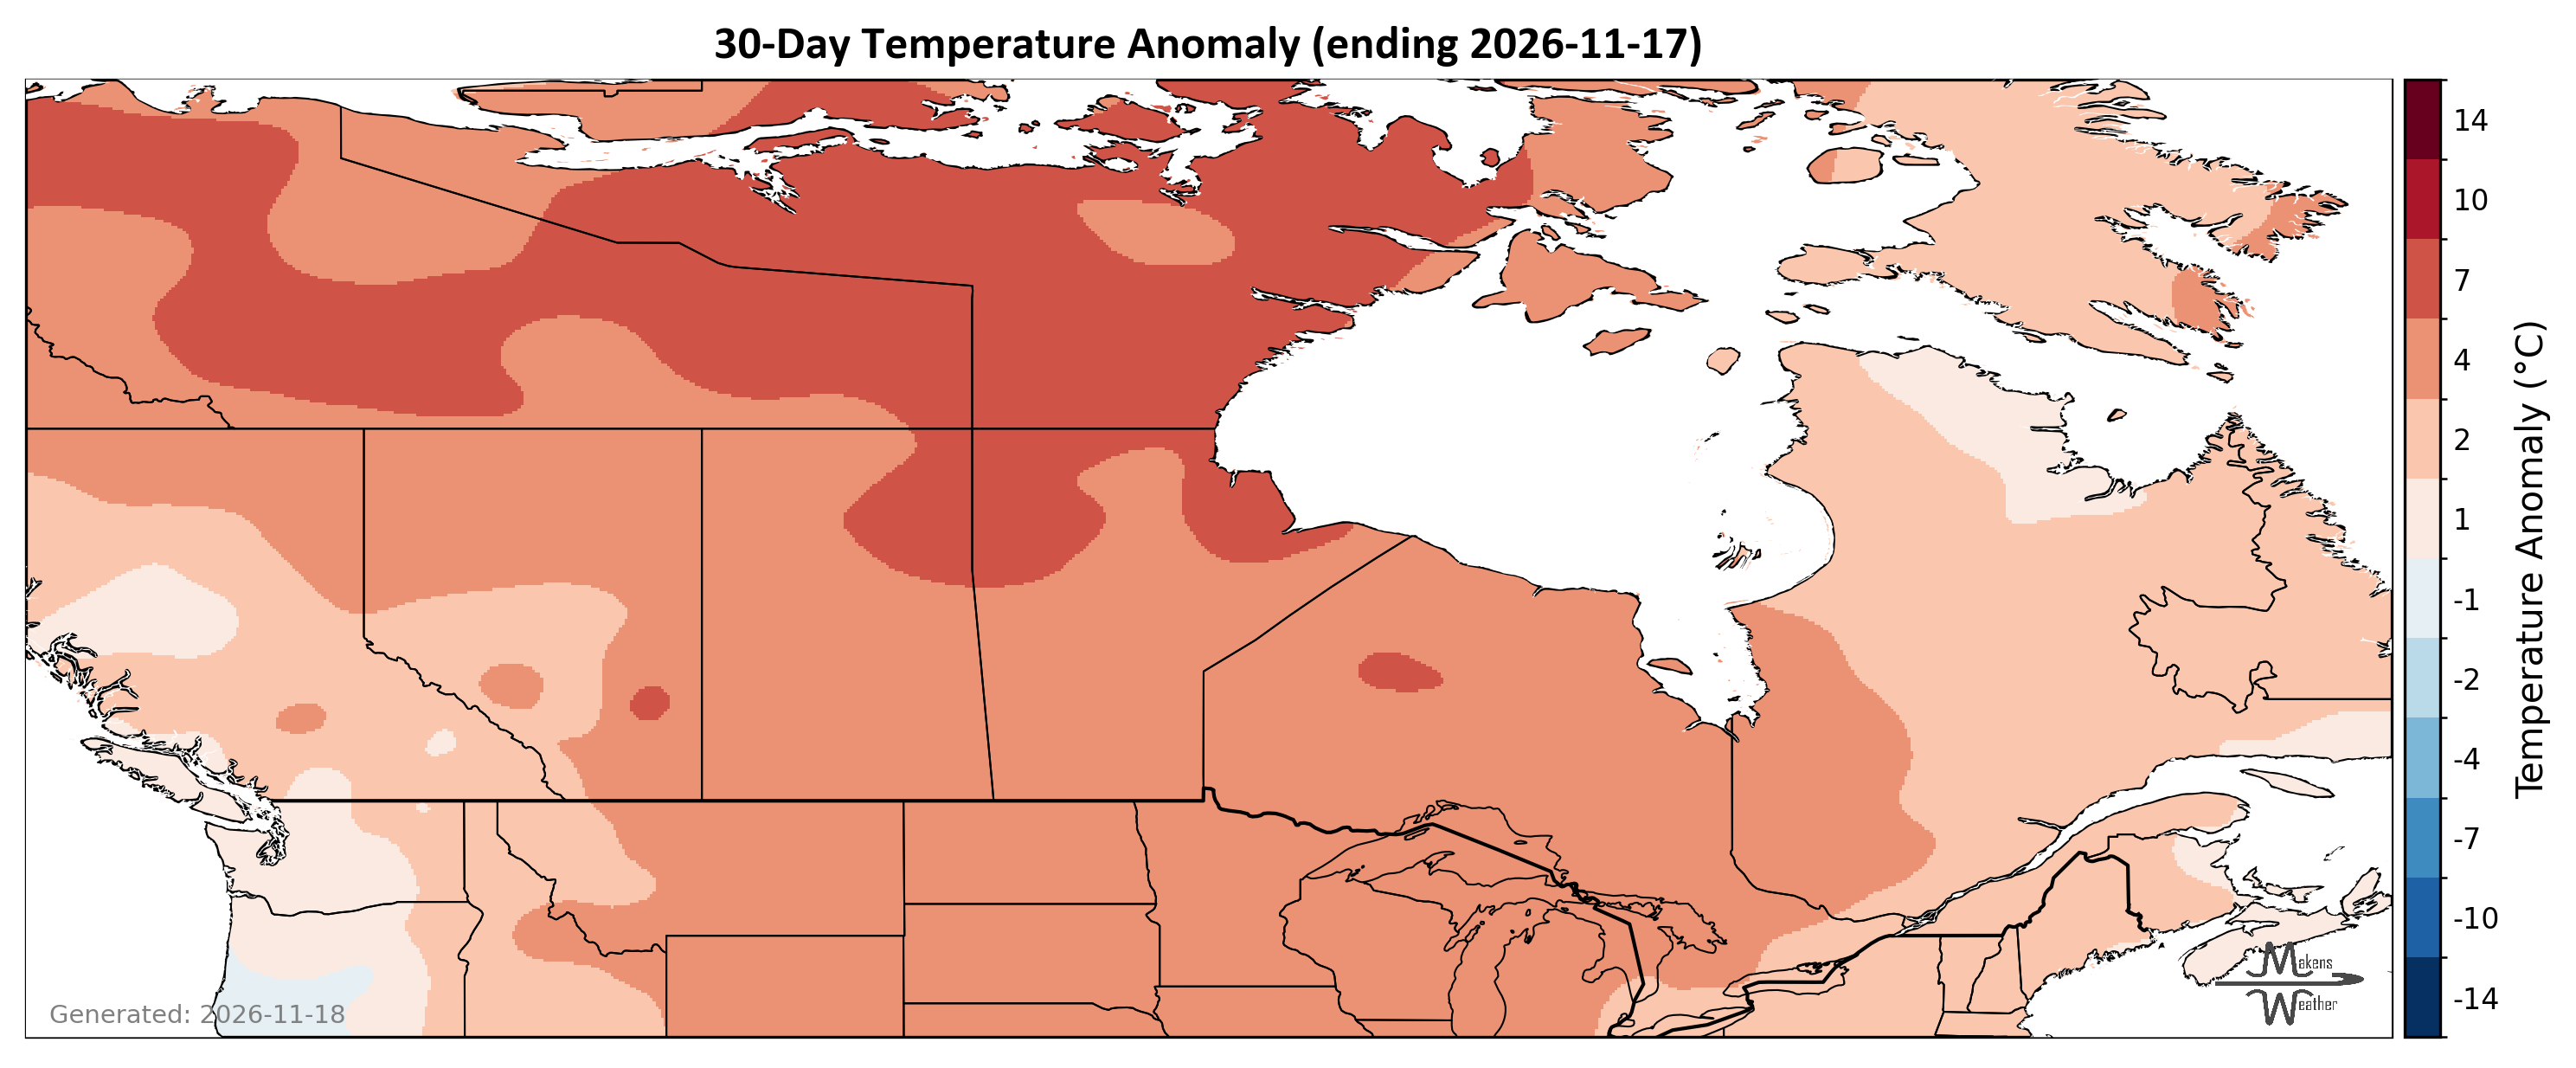 30-Day Temperature Anomaly (ending 2026-11-17)
14
10
7
4
2
1
-1
-2
-4
-7
-10
-14
Temperature Anomaly (°C)
Generated: 2026-11-18
Makens
Weather